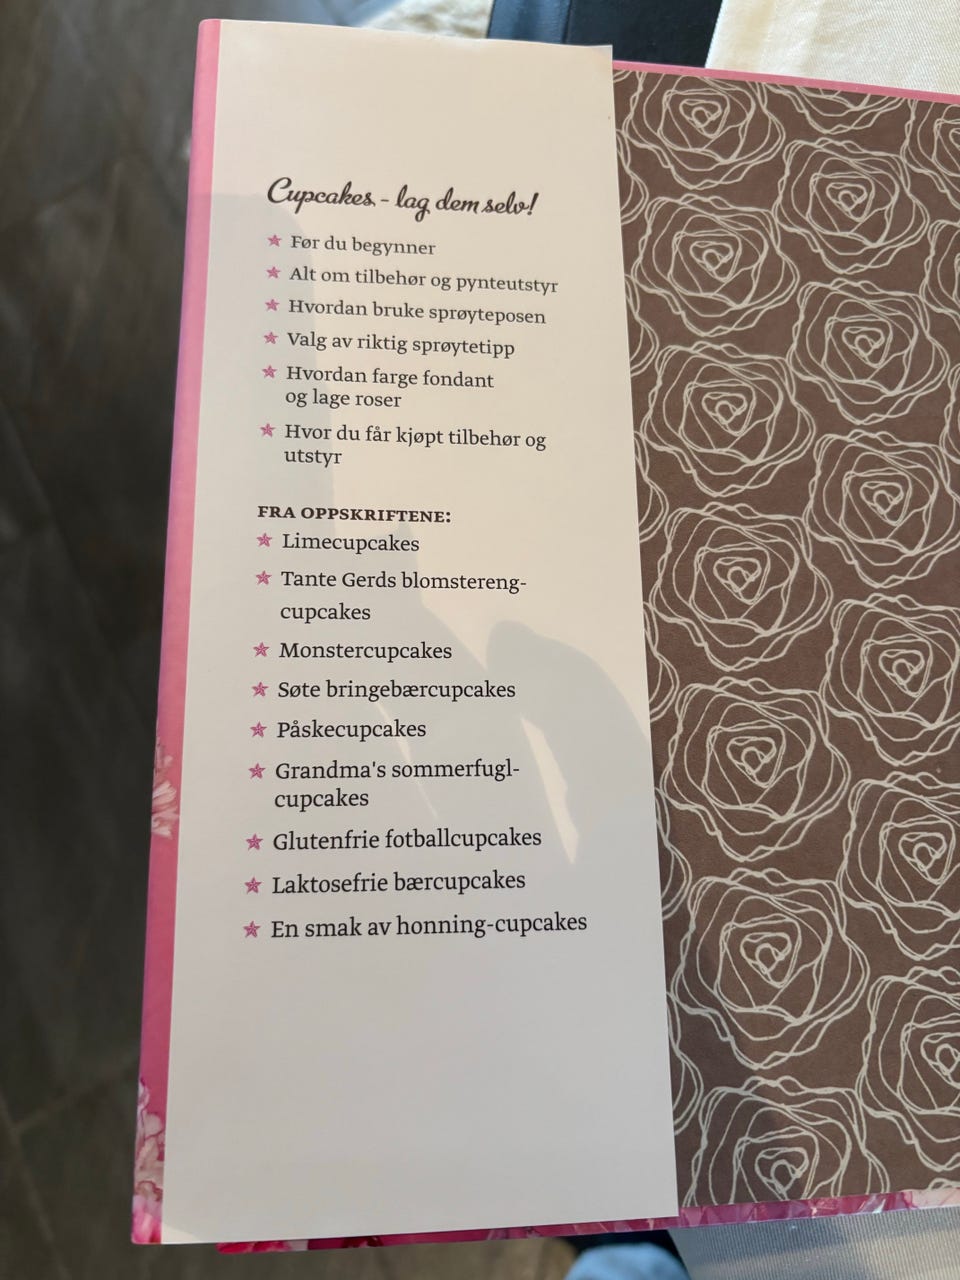 Cupcakes - lag dem selv!
Før du begynner
Alt om tilbehør og pynteutstyr
Hvordan bruke sprøyteposen
Valg av riktig sprøytetipp
Hvordan farge fondant
og lage roser
Hvor du får kjøpt tilbehør og
utstyr
FRA OPPSKRIFTENE:
Limecupcakes
Tante Gerds blomstereng-
cupcakes
Monstercupcakes
Søte bringebærcupcakes
Påskecupcakes
Grandma's sommerfugl-
cupcakes
Glutenfrie fotballcupcakes
Laktosefrie bærcupcakes
En smak av honning-cupcakes